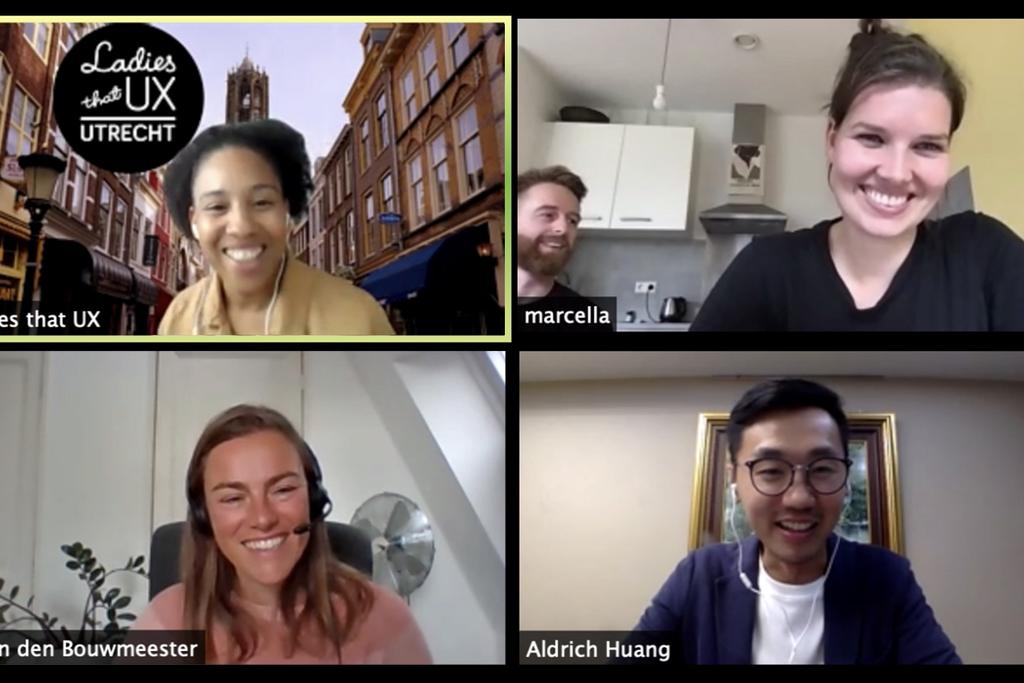 Ladies
that UX
UTRECHT
es that UX
marcella
n den Bouwmeester
Aldrich Huang